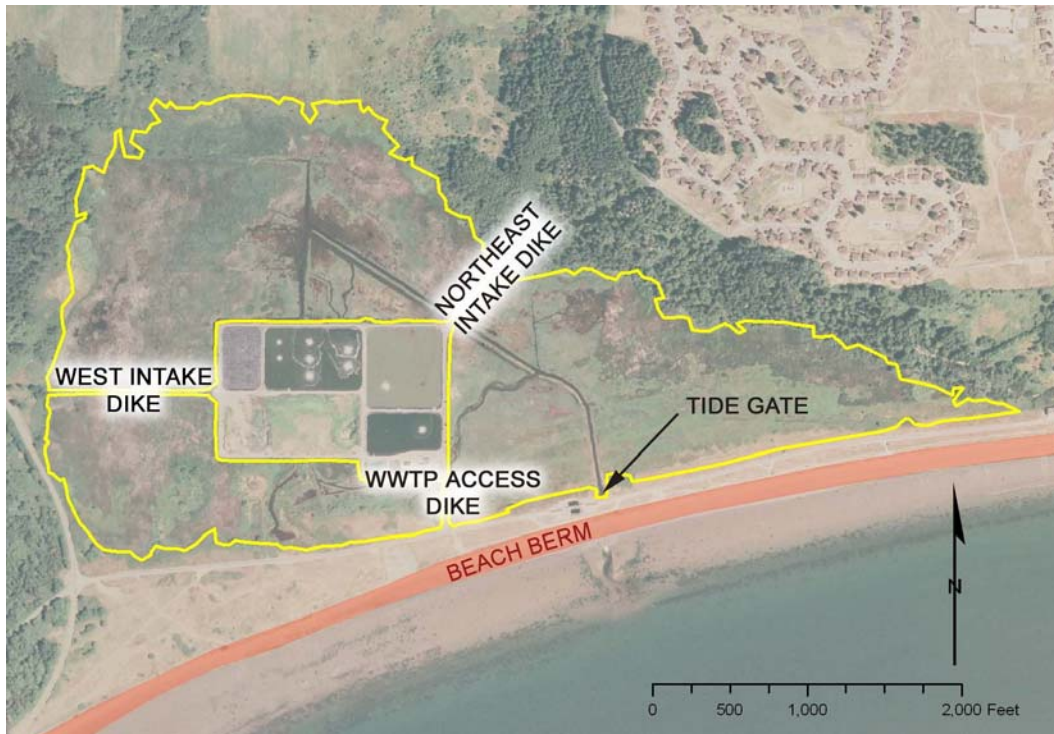 NORTHEAST
INTAKE DIKE
WEST INTAKE
DIKE
TIDE GATE
WWTP ACCESS
DIKE
BEACH BERM
N
0 500 1,000 2,000 Feet